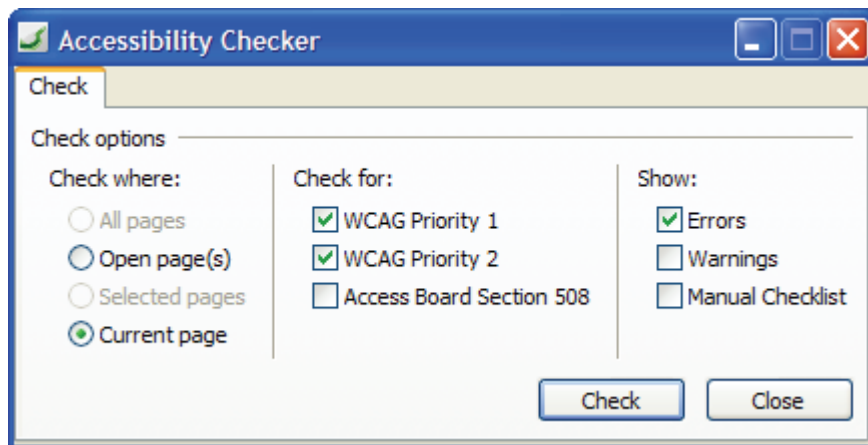 Accessibility Checker
Check
Check options
Check where:
All pages
Open page(s)
Selected pages
Current page
Check for:
WCAG Priority 1
WCAG Priority 2
Access Board Section 508
Show:
Errors
Warnings
Manual Checklist
Check
Close